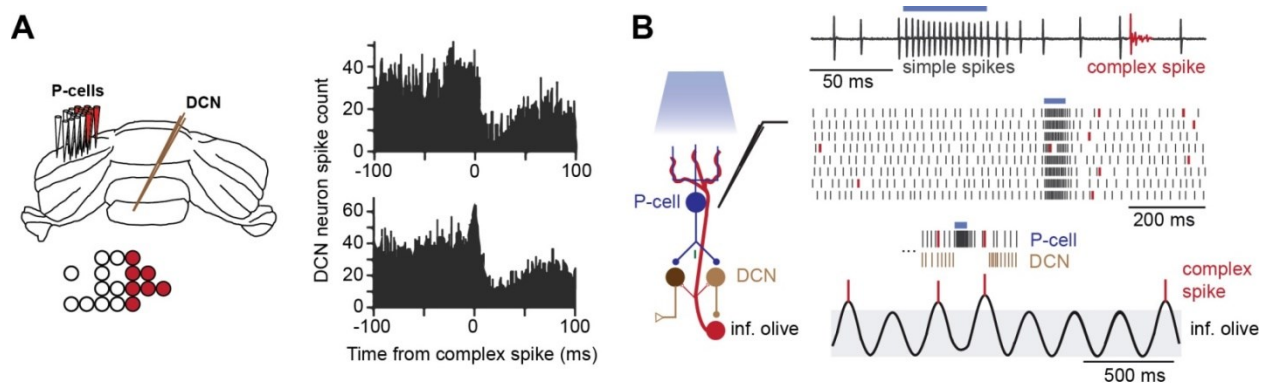 A
P-cells
DCN
DCN neuron spike count
40
20
0
-100
0
100
60
40
20
0
-100
0
100
Time from complex spike (ms)
B
P-cell
DCN
inf. olive
50 ms
simple spikes
complex spike
200 ms
...
P-cell
DCN
complex
spike
inf. olive
500 ms